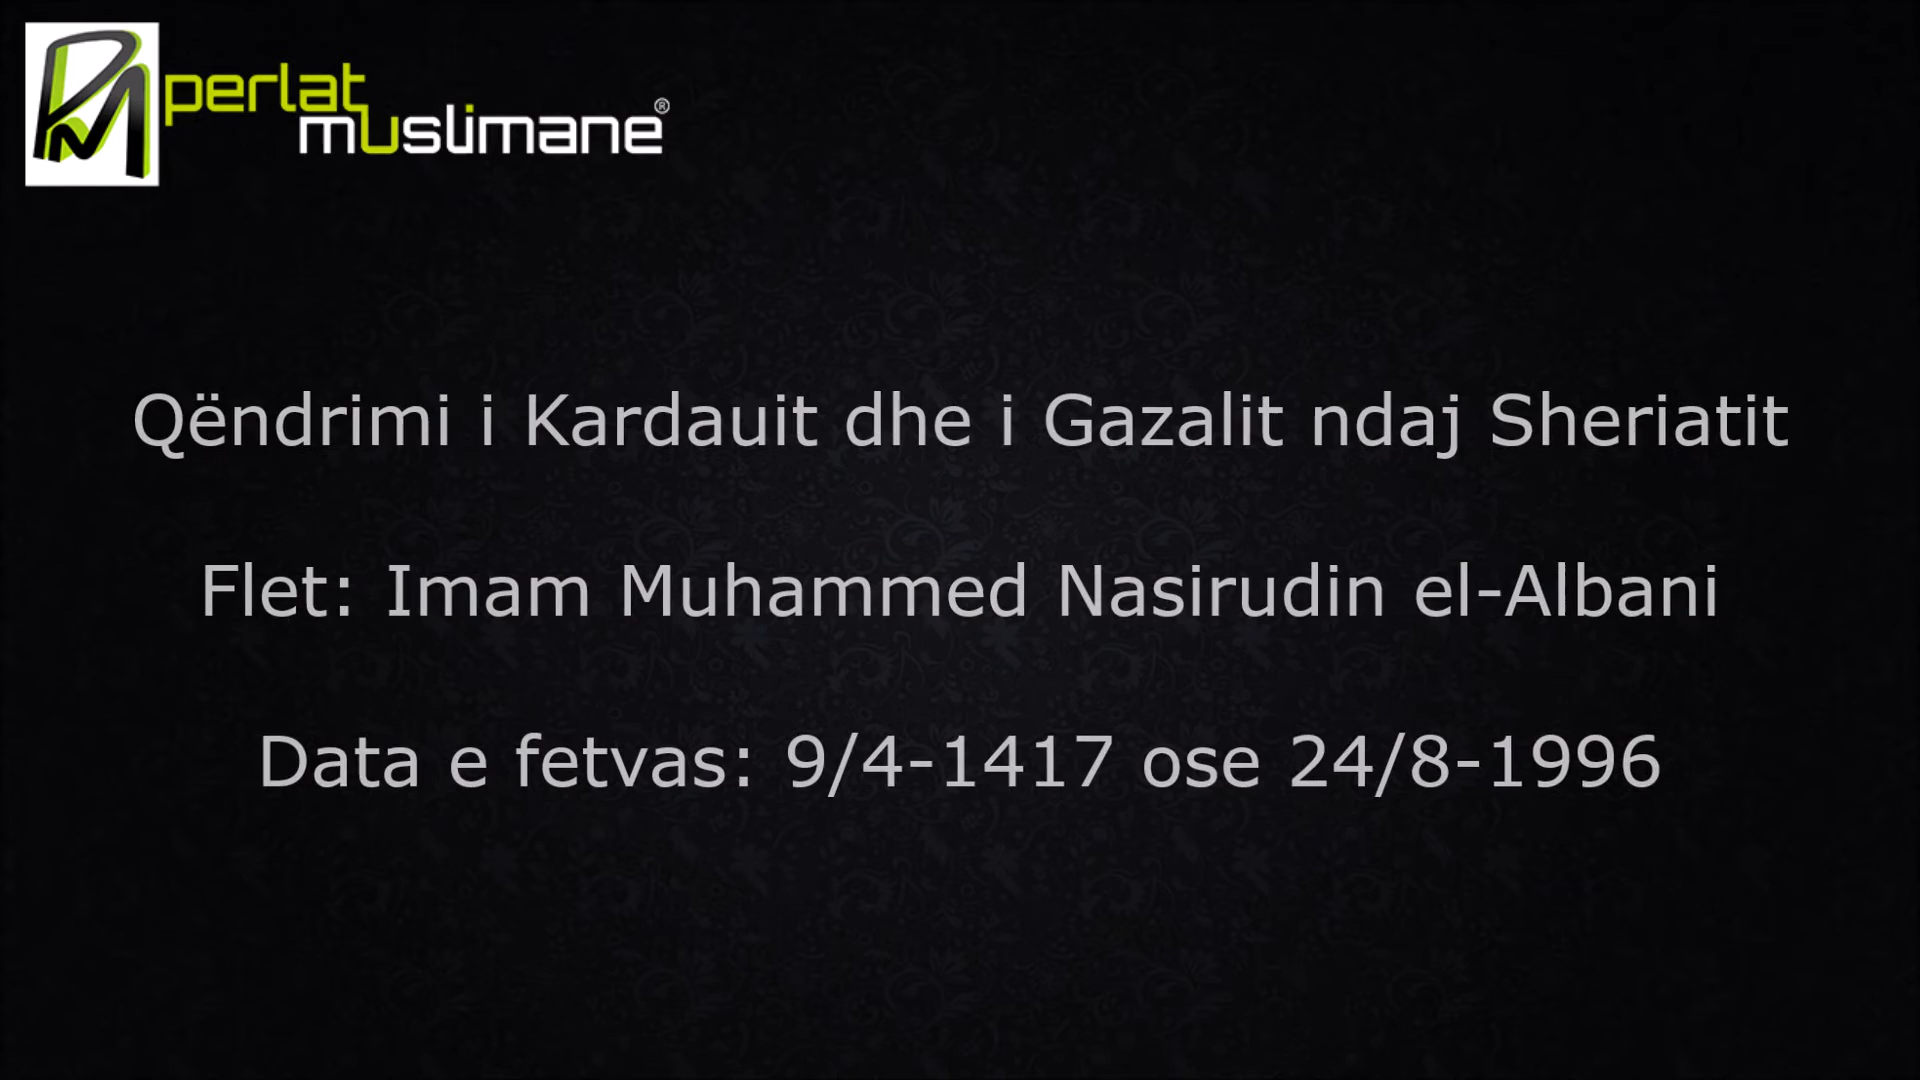 perlat
muslimane®
Qëndrimi i Kardauit dhe i Gazalit ndaj Sheriatit
Flet: Imam Muhammed Nasirudin el-Albani
Data e fetvas: 9/4-1417 ose 24/8-1996